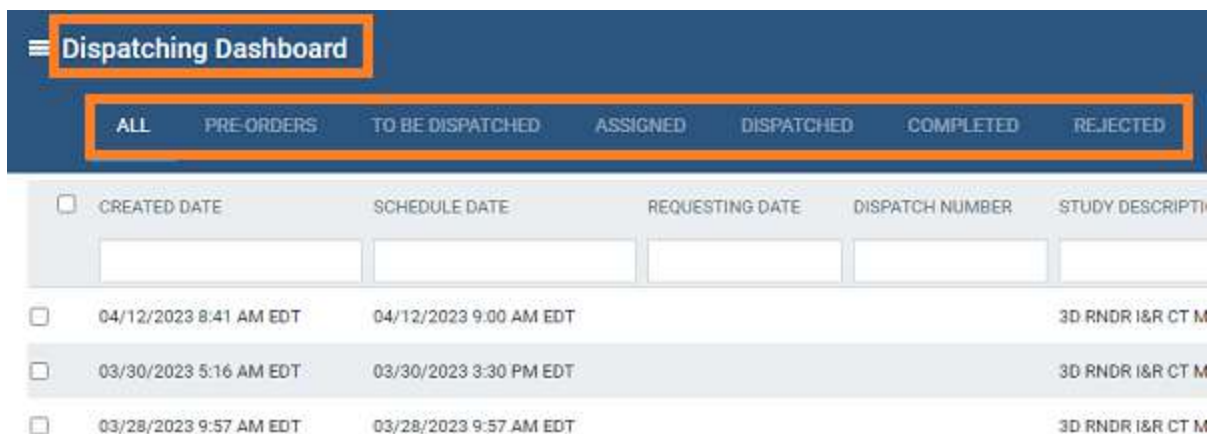 Dispatching Dashboard
ALL PRE-ORDERS TO BE DISPATCHED ASSIGNED DISPATCHED COMPLETED REJECTED
CREATED DATE SCHEDULE DATE REQUESTING DATE DISPATCH NUMBER STUDY DESCRIPTI
04/12/2023 8:41 AM EDT 04/12/2023 9:00 AM EDT 3D RNDR I&R CT M
03/30/2023 5:16 AM EDT 03/30/2023 3:30 PM EDT 3D RNDR I&R CT M
03/28/2023 9:57 AM EDT 03/28/2023 9:57 AM EDT 3D RNDR I&R CT M